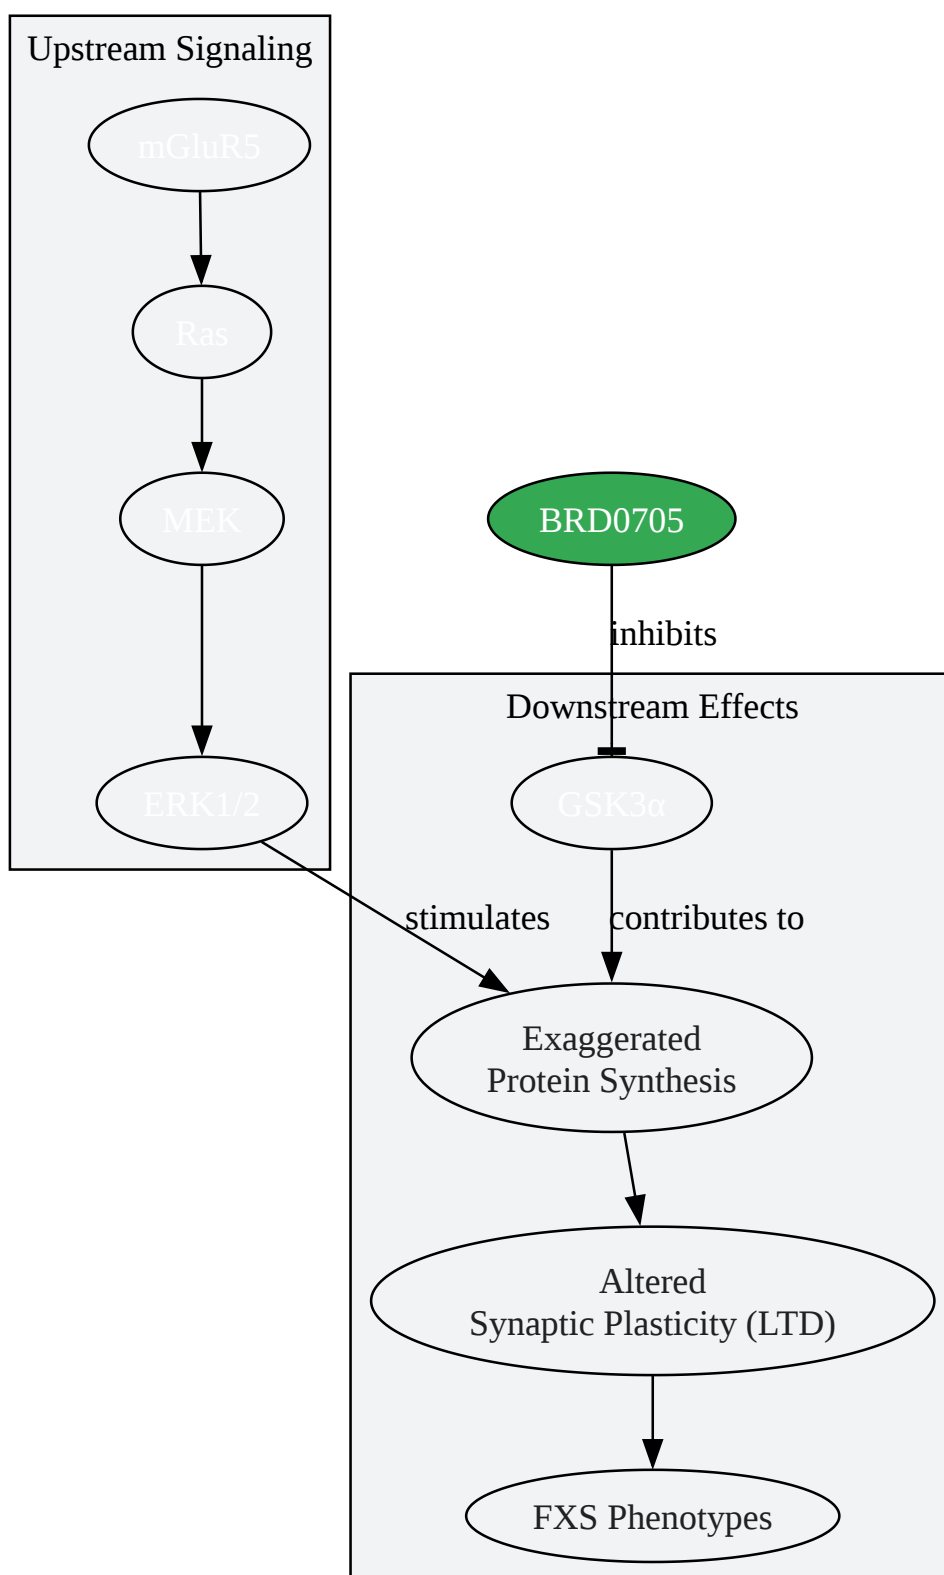 Upstream Signaling
mGluR5
Ras
MEK
BRD0705
inhibits
Downstream Effects
ERK1/2
GSK3α
stimulates
contributes to
Exaggerated
Protein Synthesis
Altered
Synaptic Plasticity (LTD)
FXS Phenotypes